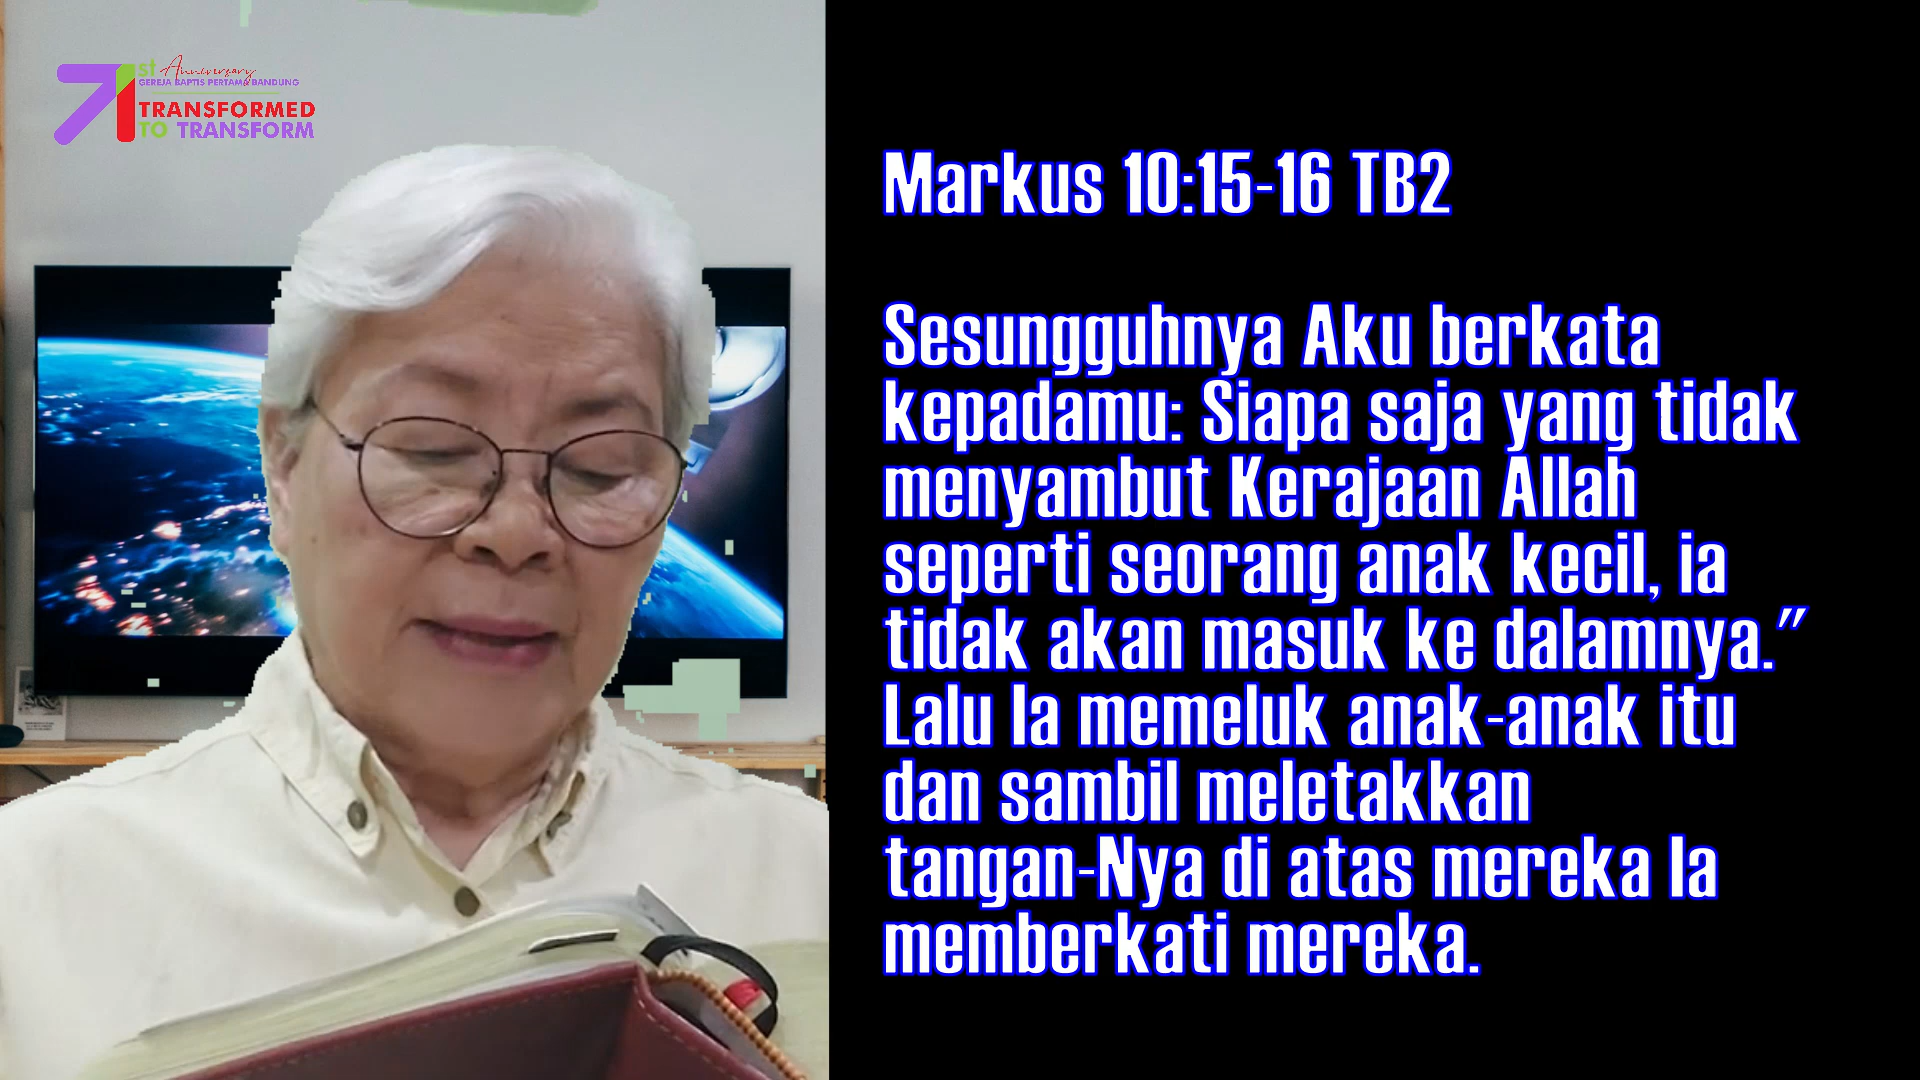 71st Anniversary
GEREJA BAPTIS PERTAMA BANDUNG
TRANSFORMED
TO TRANSFORM
Markus 10:15-16 TB2
Sesungguhnya Aku berkata
kepadamu: Siapa saja yang tidak
menyambut Kerajaan Allah
seperti seorang anak kecil, ia
tidak akan masuk ke dalamnya.”
Lalu Ia memeluk anak-anak itu
dan sambil meletakkan
tangan-Nya di atas mereka Ia
memberkati mereka.